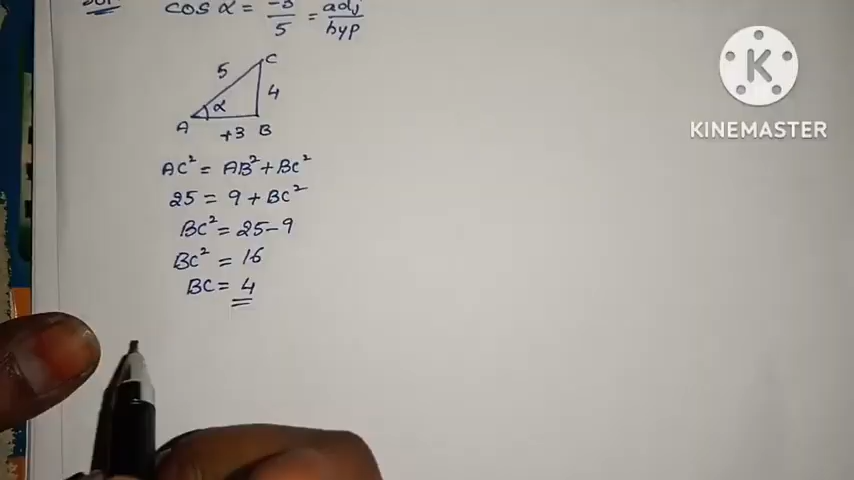 Soln
cos α = -3/5 = adj/hyp
C
5
4
α
A
+3
B
AC² = AB² + BC²
25 = 9 + BC²
BC² = 25 - 9
BC² = 16
BC = 4
K
KINEMASTER